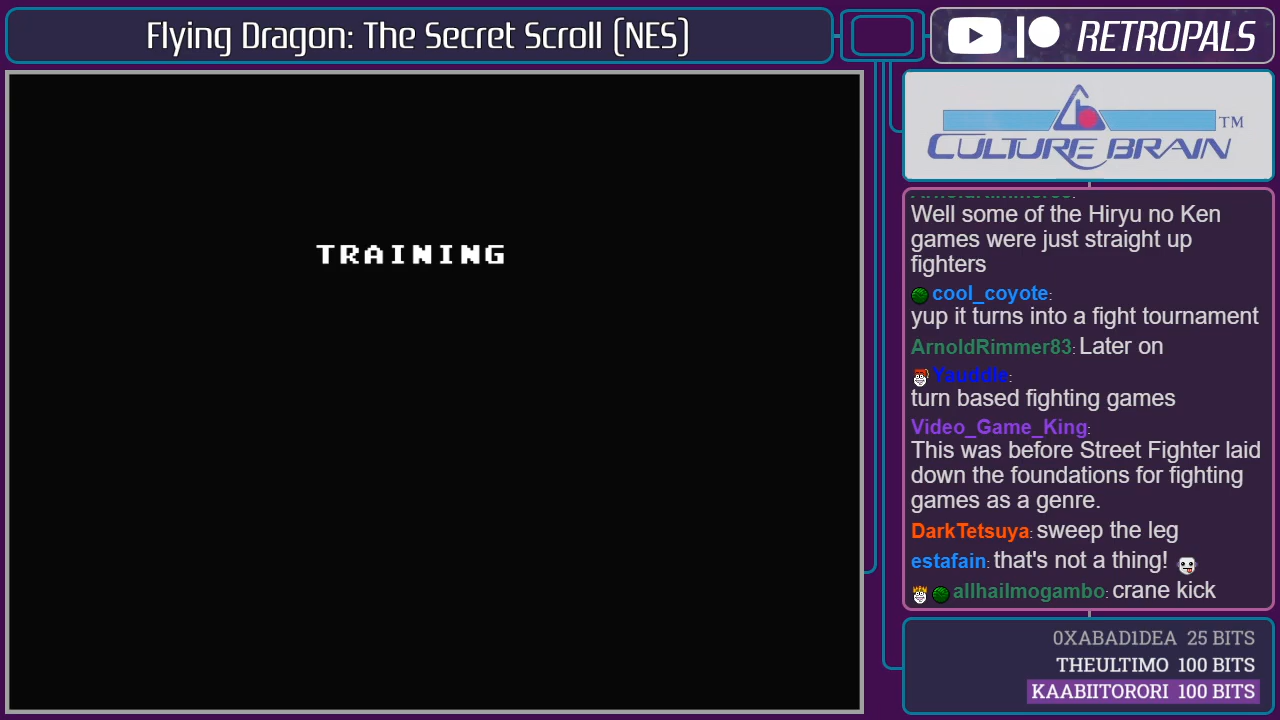 Flying Dragon: The Secret Scroll (NES)
RETROPALS
CULTURE BRAIN TM
TRAINING
Well some of the Hiryu no Ken
games were just straight up
fighters
cool_coyote:
yup it turns into a fight tournament
ArnoldRimmer83: Later on
Yauddle:
turn based fighting games
Video_Game_King:
This was before Street Fighter laid
down the foundations for fighting
games as a genre.
DarkTetsuya: sweep the leg
estafain: that's not a thing!
allhailmogambo: crane kick
0XABAD1DEA 25 BITS
THEULTIMO 100 BITS
KAABIITORORI 100 BITS